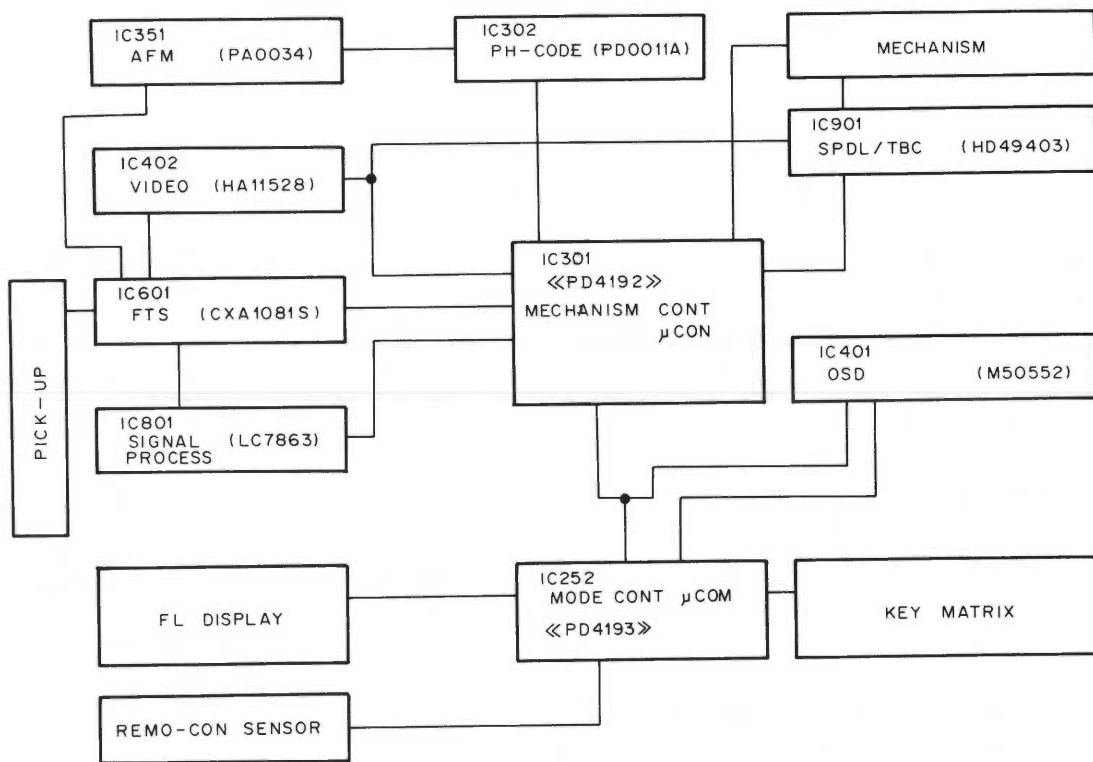 IC351
AFM (PA0034)
IC302
PH-CODE (PD0011A)
MECHANISM
IC901
SPDL/TBC (HD49403)
IC402
VIDEO (HA11528)
IC301
≪PD4192≫
MECHANISM CONT
μCON
IC601
FTS (CXA1081S)
IC401
OSD (M50552)
PICK-UP
IC801
SIGNAL (LC7863)
PROCESS
IC252
MODE CONT μCOM
≪PD4193≫
FL DISPLAY
KEY MATRIX
REMO-CON SENSOR